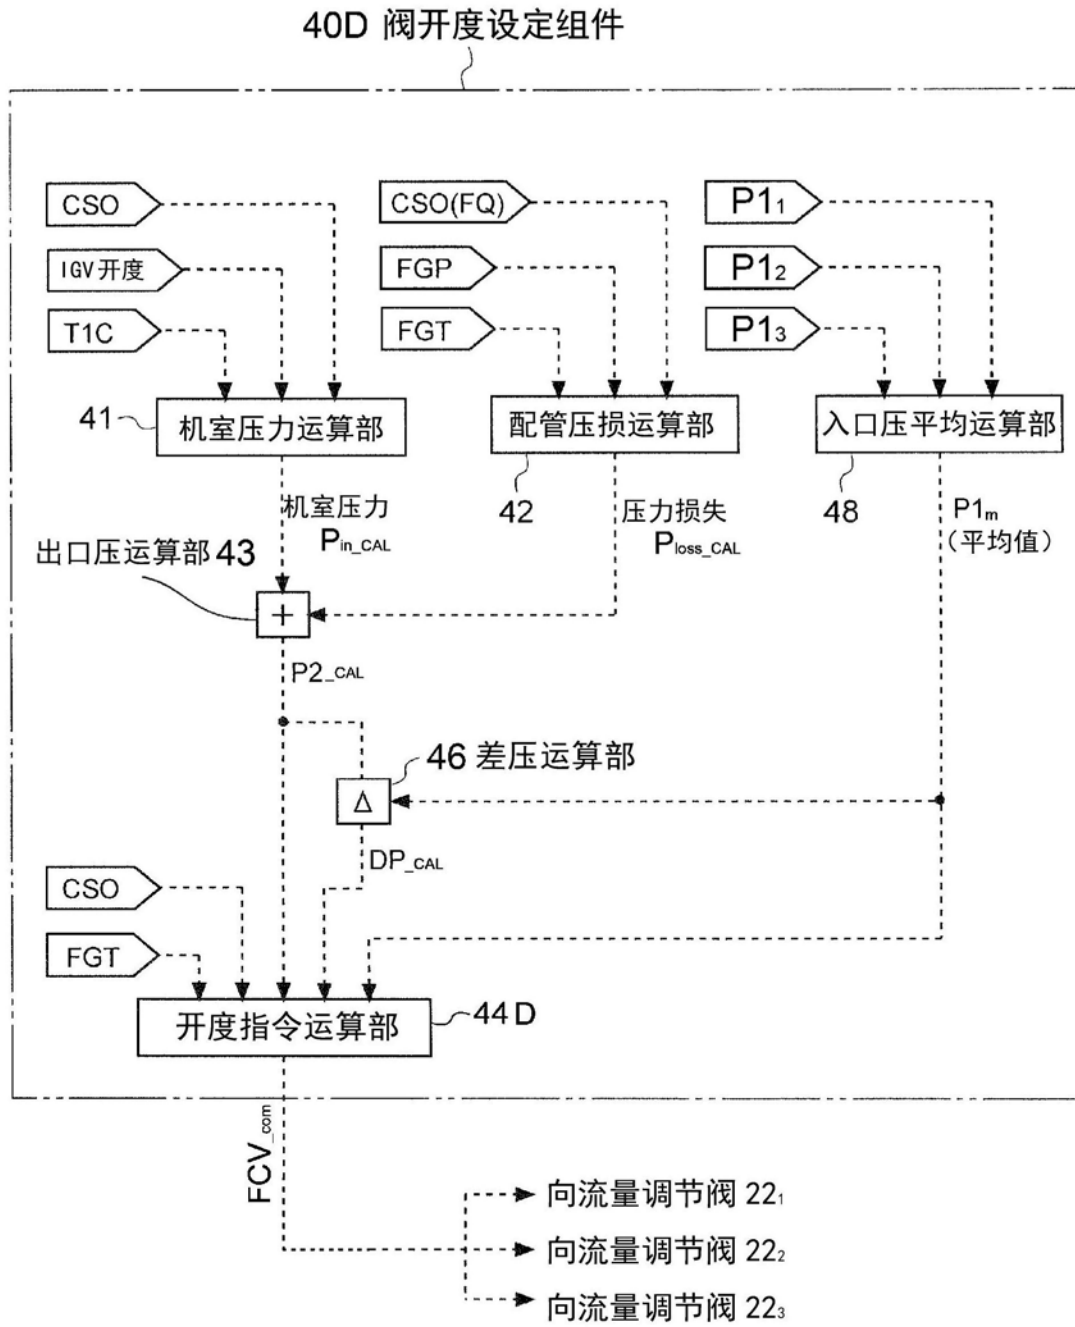 40D 阀开度设定组件
CSO
IGV开度
T1C
CSO(FQ)
FGP
FGT
P1₁
P1₂
P1₃
41
机室压力运算部
配管压损运算部
42
入口压平均运算部
48
机室压力
Pin_CAL
压力损失
Ploss_CAL
P1m
（平均值）
出口压运算部 43
+
P2_CAL
46 差压运算部
Δ
DP_CAL
CSO
FGT
开度指令运算部
44D
FCV_com
向流量调节阀 22₁
向流量调节阀 22₂
向流量调节阀 22₃